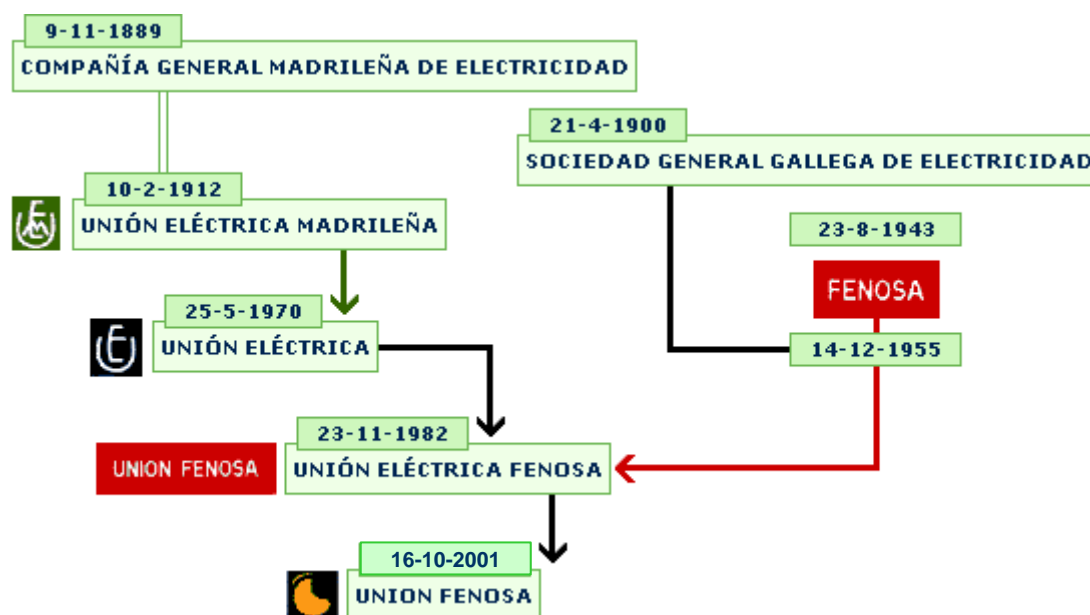 9-11-1889
COMPAÑÍA GENERAL MADRILEÑA DE ELECTRICIDAD
21-4-1900
SOCIEDAD GENERAL GALLEGA DE ELECTRICIDAD
10-2-1912
UNIÓN ELÉCTRICA MADRILEÑA
23-8-1943
FENOSA
25-5-1970
UNIÓN ELÉCTRICA
14-12-1955
23-11-1982
UNION FENOSA
UNIÓN ELÉCTRICA FENOSA
16-10-2001
UNION FENOSA